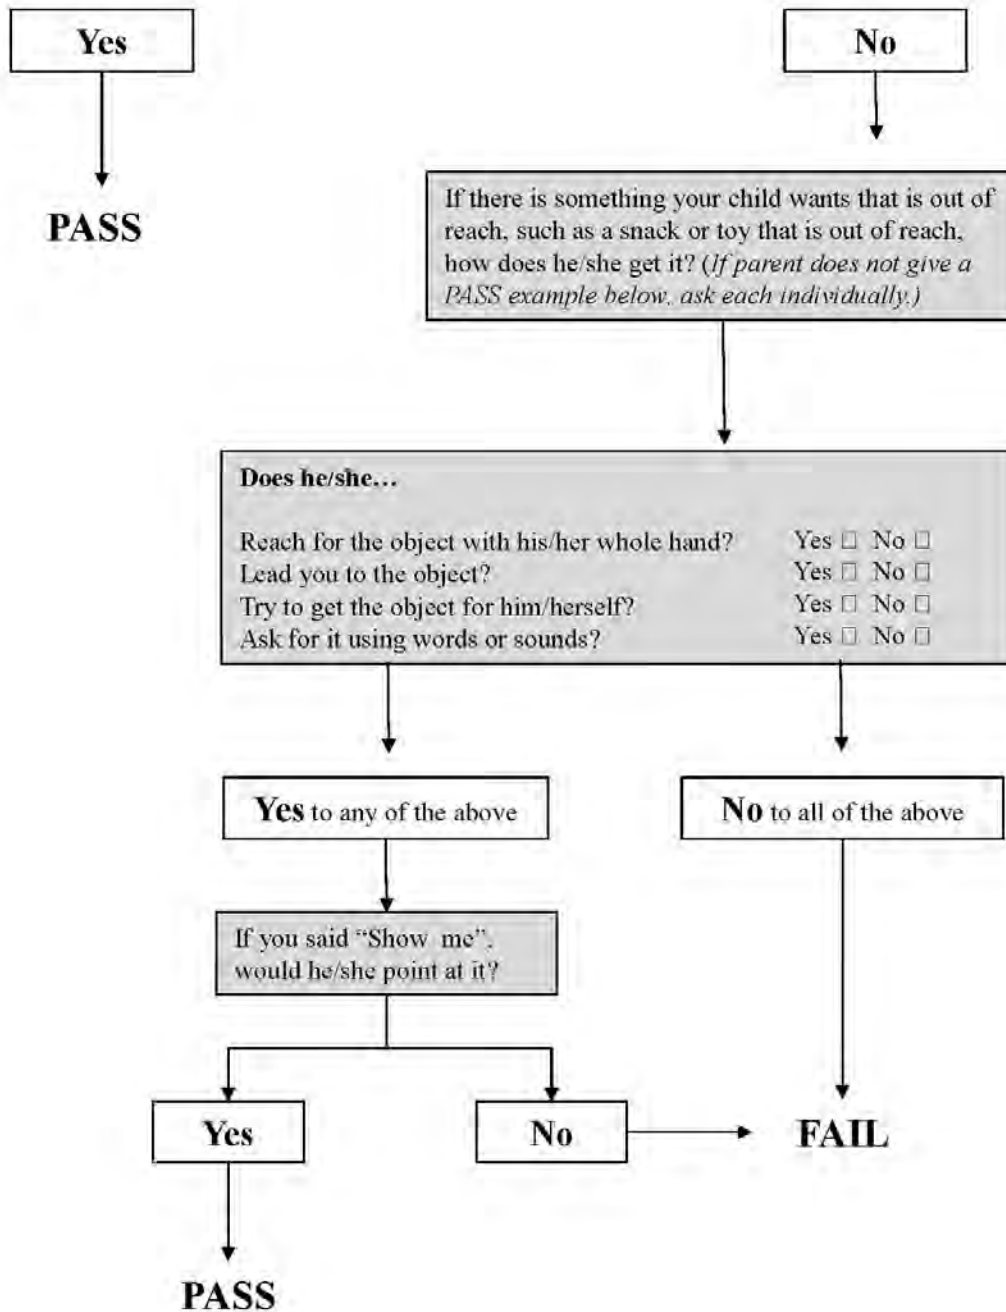 Yes
No
PASS
If there is something your child wants that is out of
reach, such as a snack or toy that is out of reach,
how does he/she get it? (If parent does not give a
PASS example below, ask each individually.)
Does he/she…
Reach for the object with his/her whole hand? Yes □ No □
Lead you to the object? Yes □ No □
Try to get the object for him/herself? Yes □ No □
Ask for it using words or sounds? Yes □ No □
Yes to any of the above
No to all of the above
If you said “Show me”,
would he/she point at it?
Yes
No
FAIL
PASS